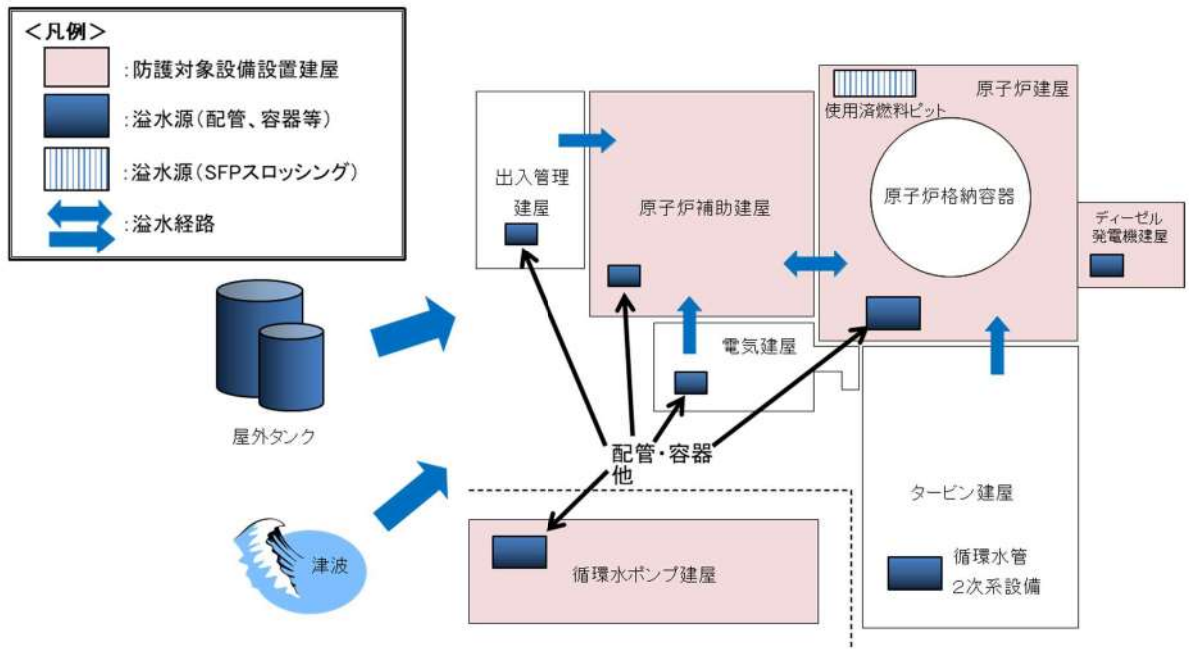 ＜凡例＞
：防護対象設備設置建屋
：溢水源（配管、容器等）
：溢水源（SFPスロッシング）
：溢水経路
原子炉建屋
使用済燃料ピット
出入管理
建屋
原子炉補助建屋
原子炉格納容器
ディーゼル
発電機建屋
電気建屋
屋外タンク
配管・容器
他
タービン建屋
津波
循環水ポンプ建屋
循環水管
2次系設備